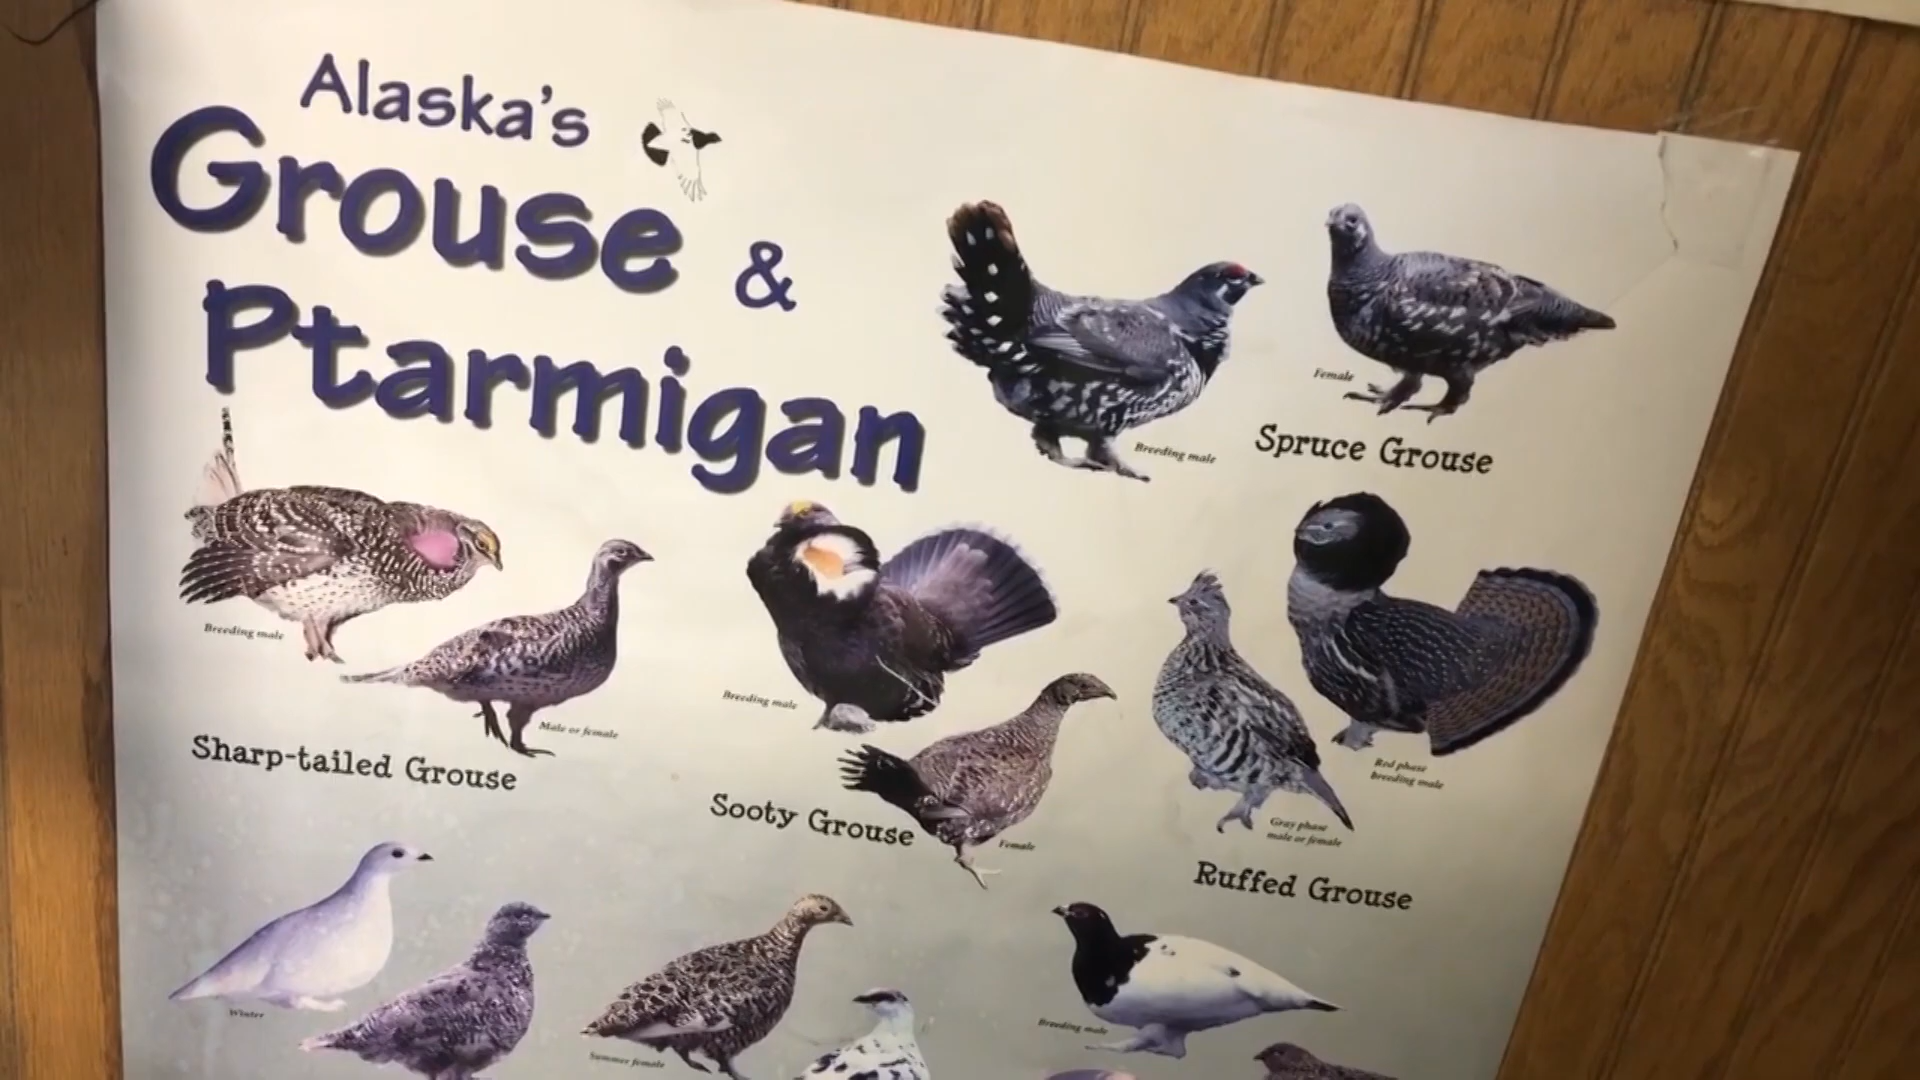 Alaska's
Grouse &
Ptarmigan
Breeding male
Female
Spruce Grouse
Breeding male
Male or female
Sharp-tailed Grouse
Breeding male
Female
Sooty Grouse
Red phase
breeding male
Gray phase
male or female
Ruffed Grouse
Winter
Summer female
Breeding male